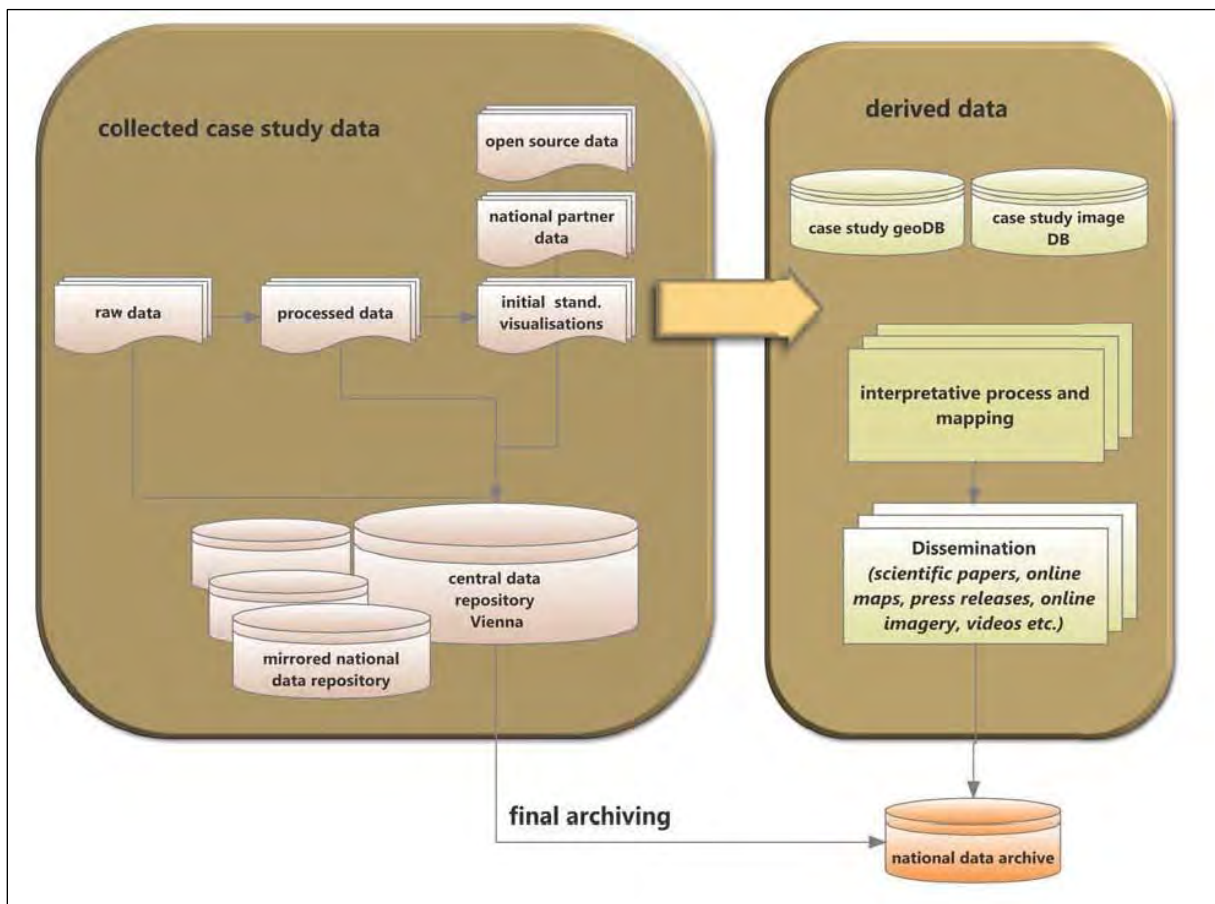 collected case study data
open source data
national partner
data
raw data
processed data
initial stand.
visualisations
central data
repository
Vienna
mirrored national
data repository
derived data
case study geoDB
case study image
DB
interpretative process and
mapping
Dissemination
(scientific papers, online
maps, press releases, online
imagery, videos etc.)
final archiving
national data archive